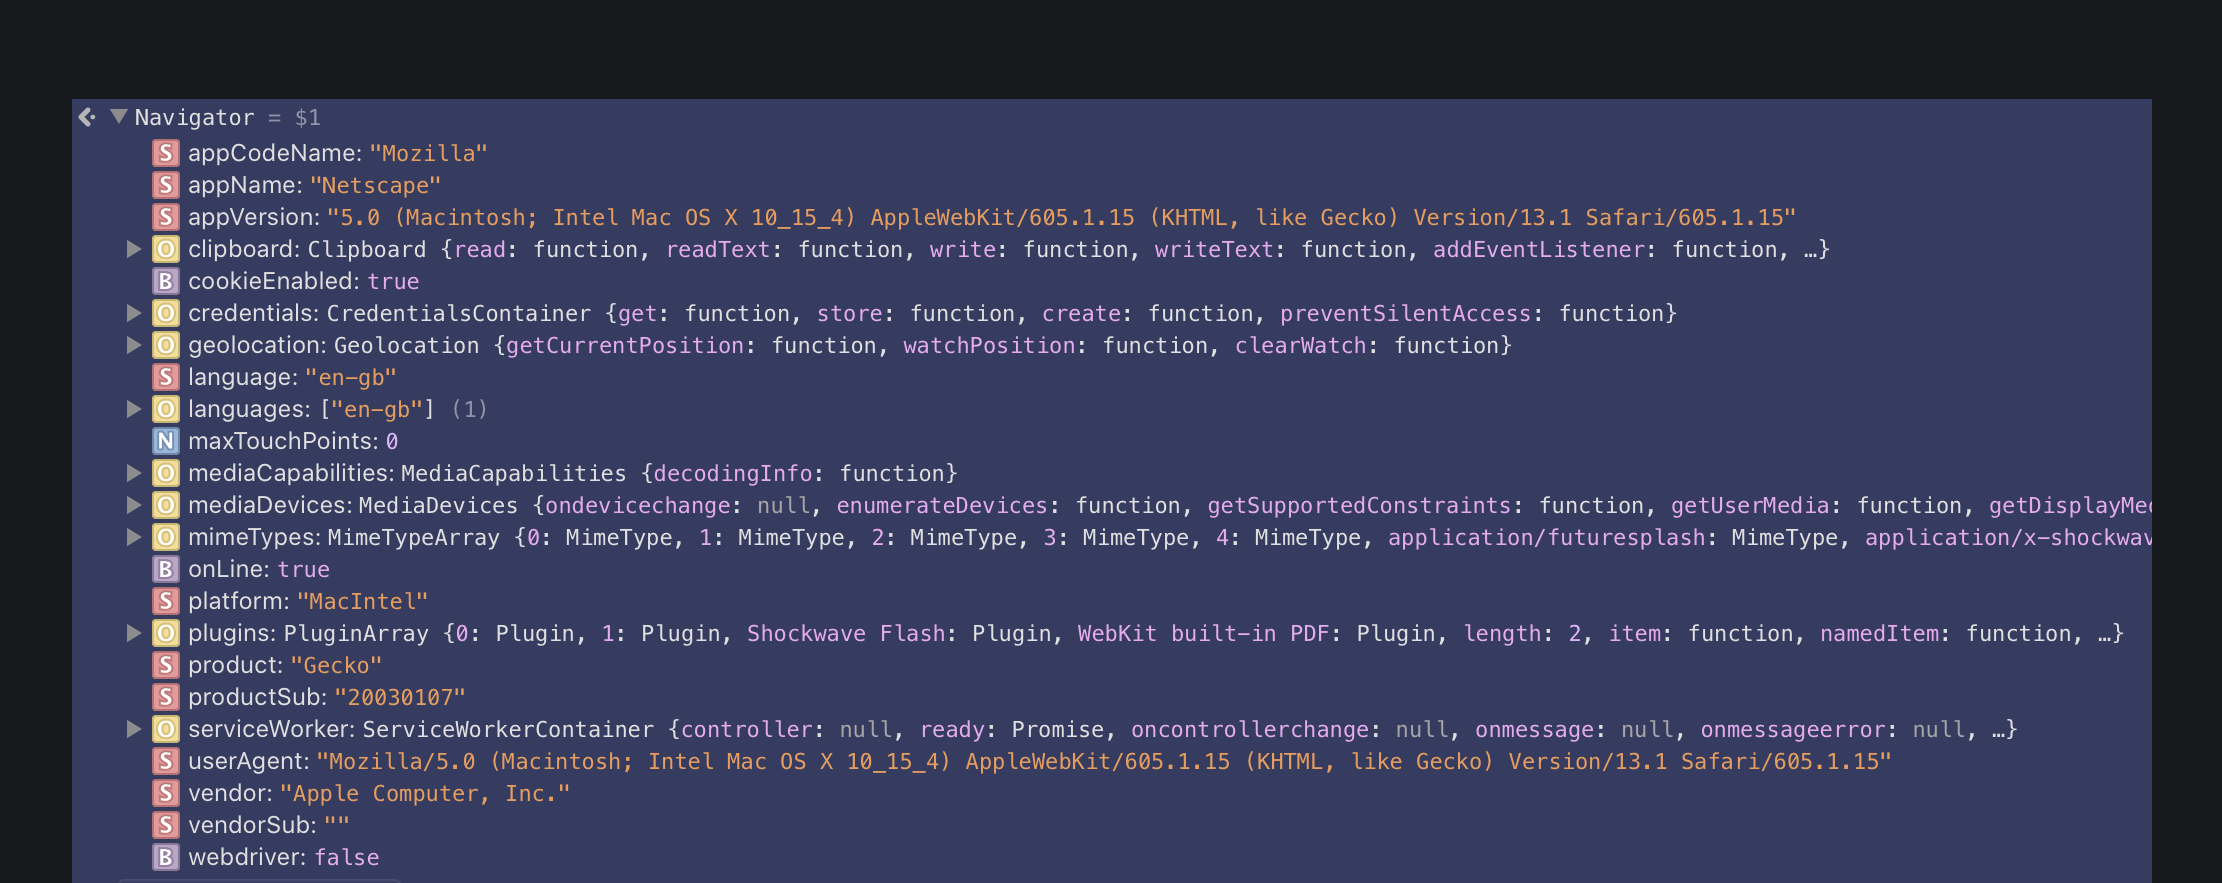 Navigator = $1
S appCodeName: "Mozilla"
S appName: "Netscape"
S appVersion: "5.0 (Macintosh; Intel Mac OS X 10_15_4) AppleWebKit/605.1.15 (KHTML, like Gecko) Version/13.1 Safari/605.1.15"
O clipboard: Clipboard {read: function, readText: function, write: function, writeText: function, addEventListener: function, …}
B cookieEnabled: true
O credentials: CredentialsContainer {get: function, store: function, create: function, preventSilentAccess: function}
O geolocation: Geolocation {getCurrentPosition: function, watchPosition: function, clearWatch: function}
S language: "en-gb"
O languages: ["en-gb"] (1)
N maxTouchPoints: 0
O mediaCapabilities: MediaCapabilities {decodingInfo: function}
O mediaDevices: MediaDevices {ondevicechange: null, enumerateDevices: function, getSupportedConstraints: function, getUserMedia: function, getDisplayMed
O mimeTypes: MimeTypeArray {0: MimeType, 1: MimeType, 2: MimeType, 3: MimeType, 4: MimeType, application/futuresplash: MimeType, application/x-shockwav
B onLine: true
S platform: "MacIntel"
O plugins: PluginArray {0: Plugin, 1: Plugin, Shockwave Flash: Plugin, WebKit built-in PDF: Plugin, length: 2, item: function, namedItem: function, …}
S product: "Gecko"
S productSub: "20030107"
O serviceWorker: ServiceWorkerContainer {controller: null, ready: Promise, oncontrollerchange: null, onmessage: null, onmessageerror: null, …}
S userAgent: "Mozilla/5.0 (Macintosh; Intel Mac OS X 10_15_4) AppleWebKit/605.1.15 (KHTML, like Gecko) Version/13.1 Safari/605.1.15"
S vendor: "Apple Computer, Inc."
S vendorSub: ""
B webdriver: false